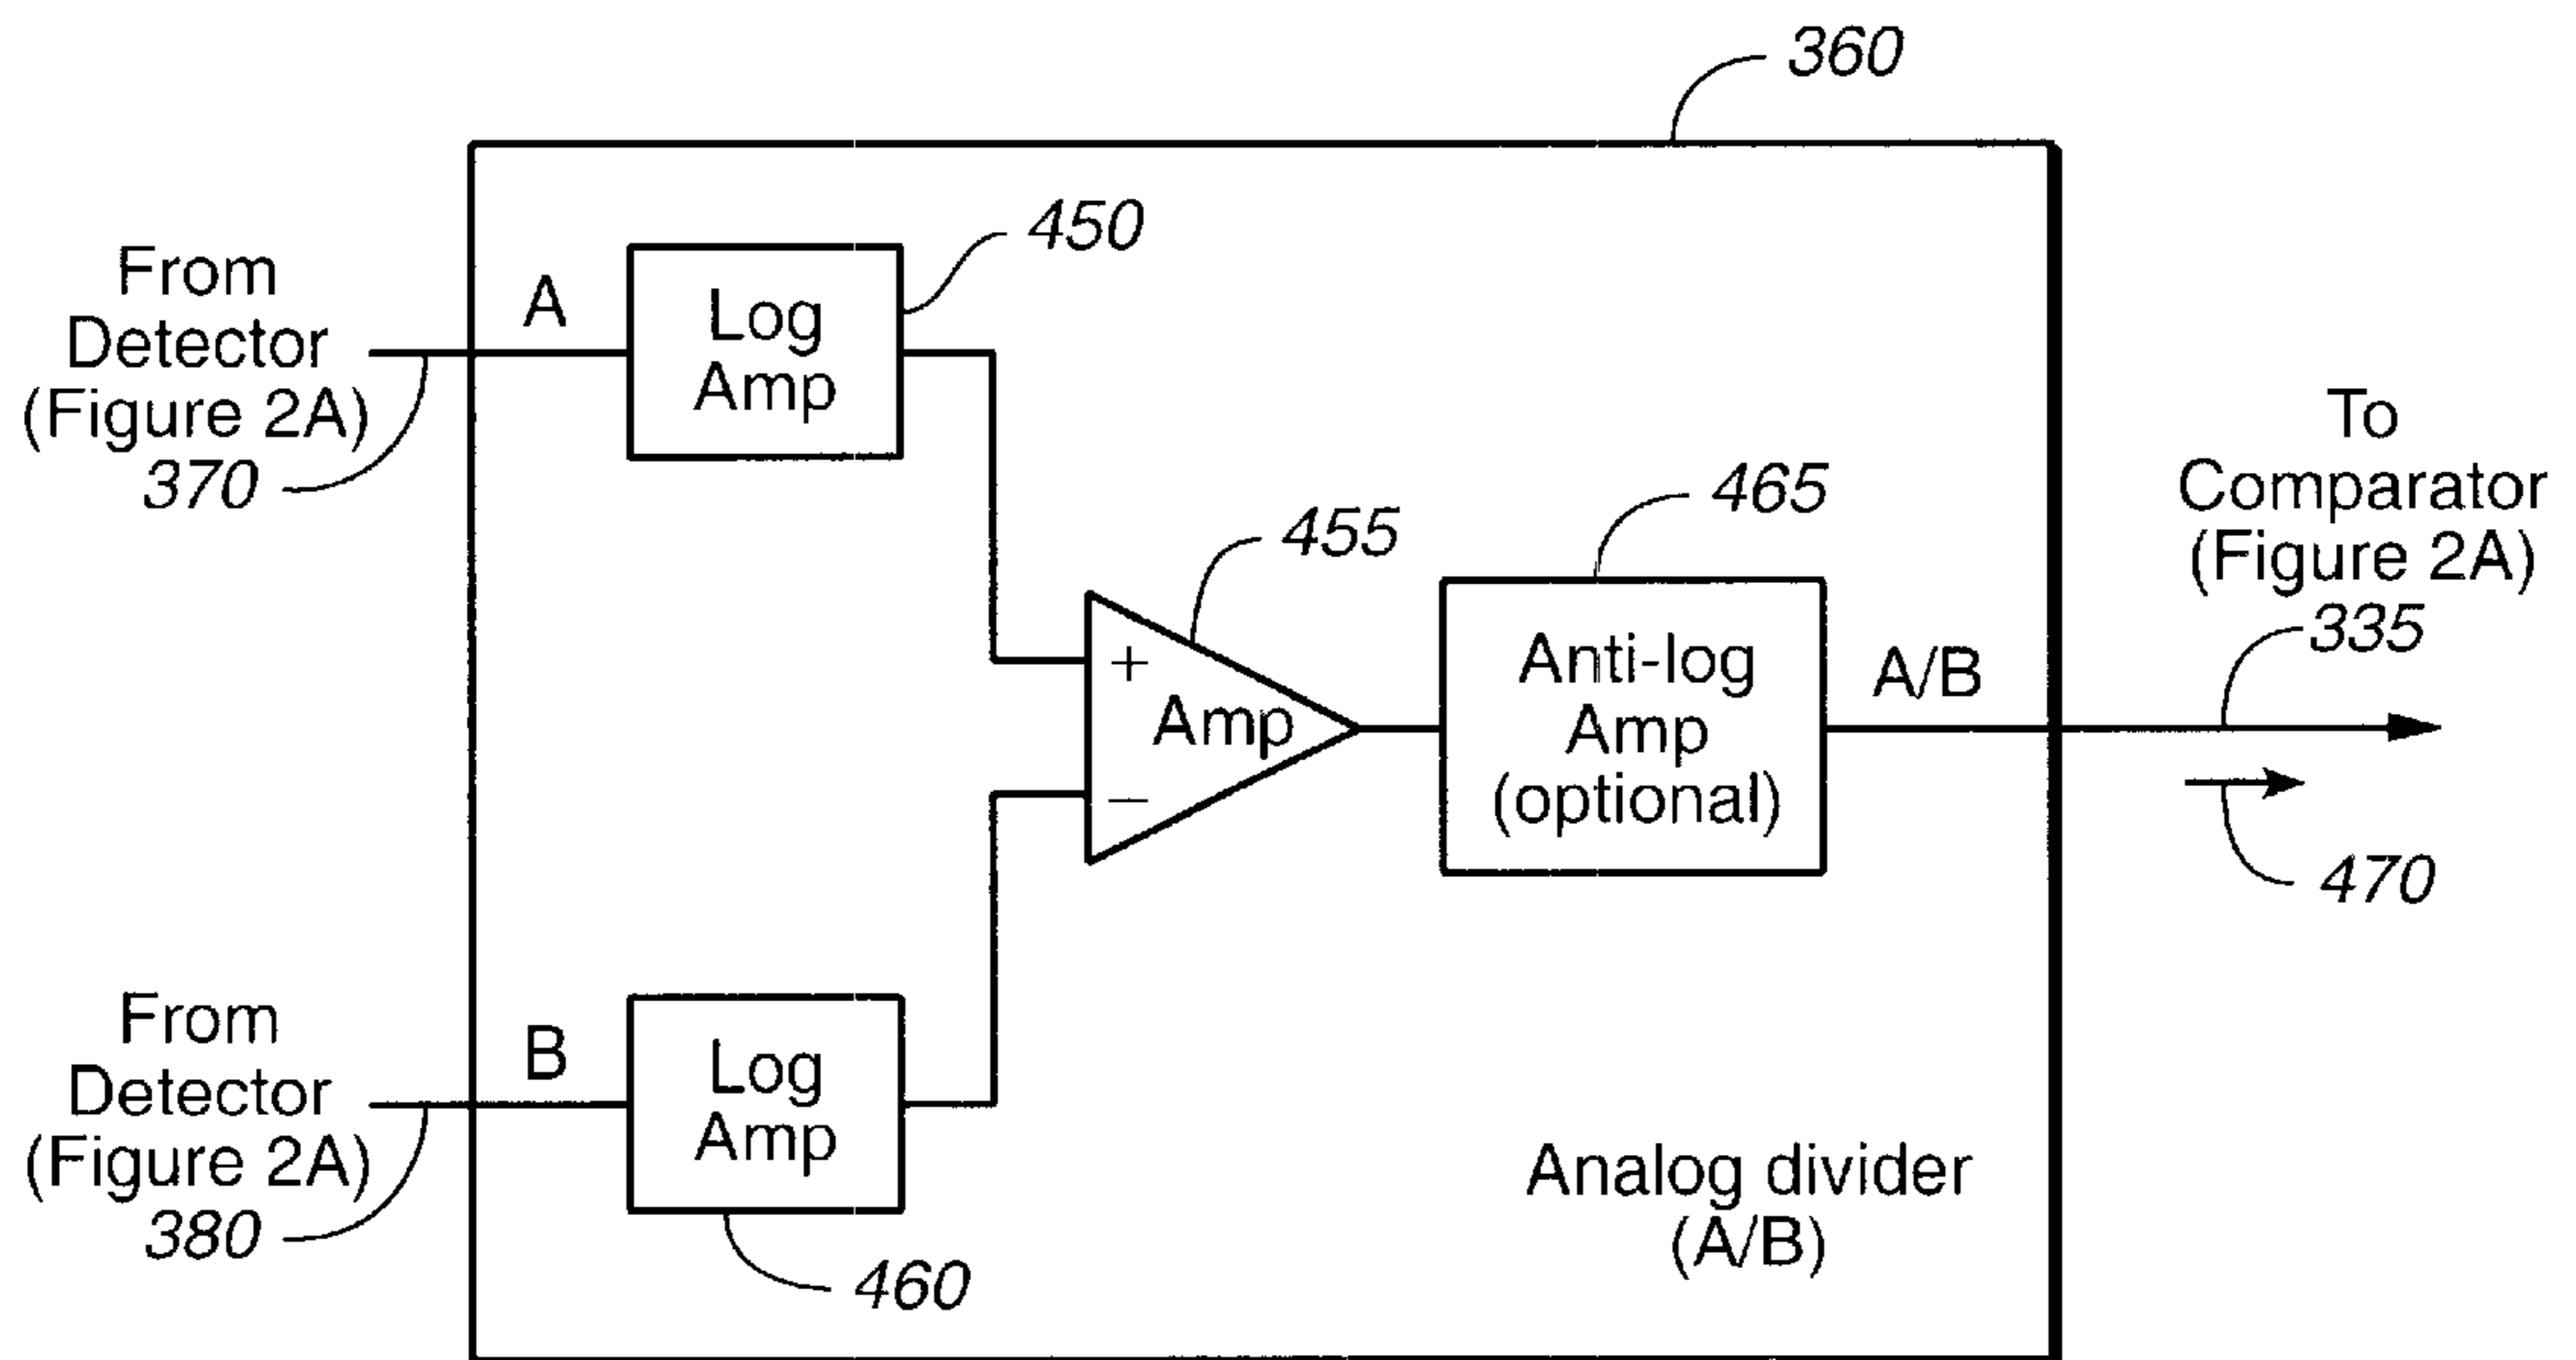 360
450
From
Detector
(Figure 2A)
370
A
Log
Amp
To
Comparator
(Figure 2A)
335
465
455
+
Amp
−
Anti-log
Amp
(optional)
A/B
470
From
Detector
(Figure 2A)
380
B
Log
Amp
460
Analog divider
(A/B)